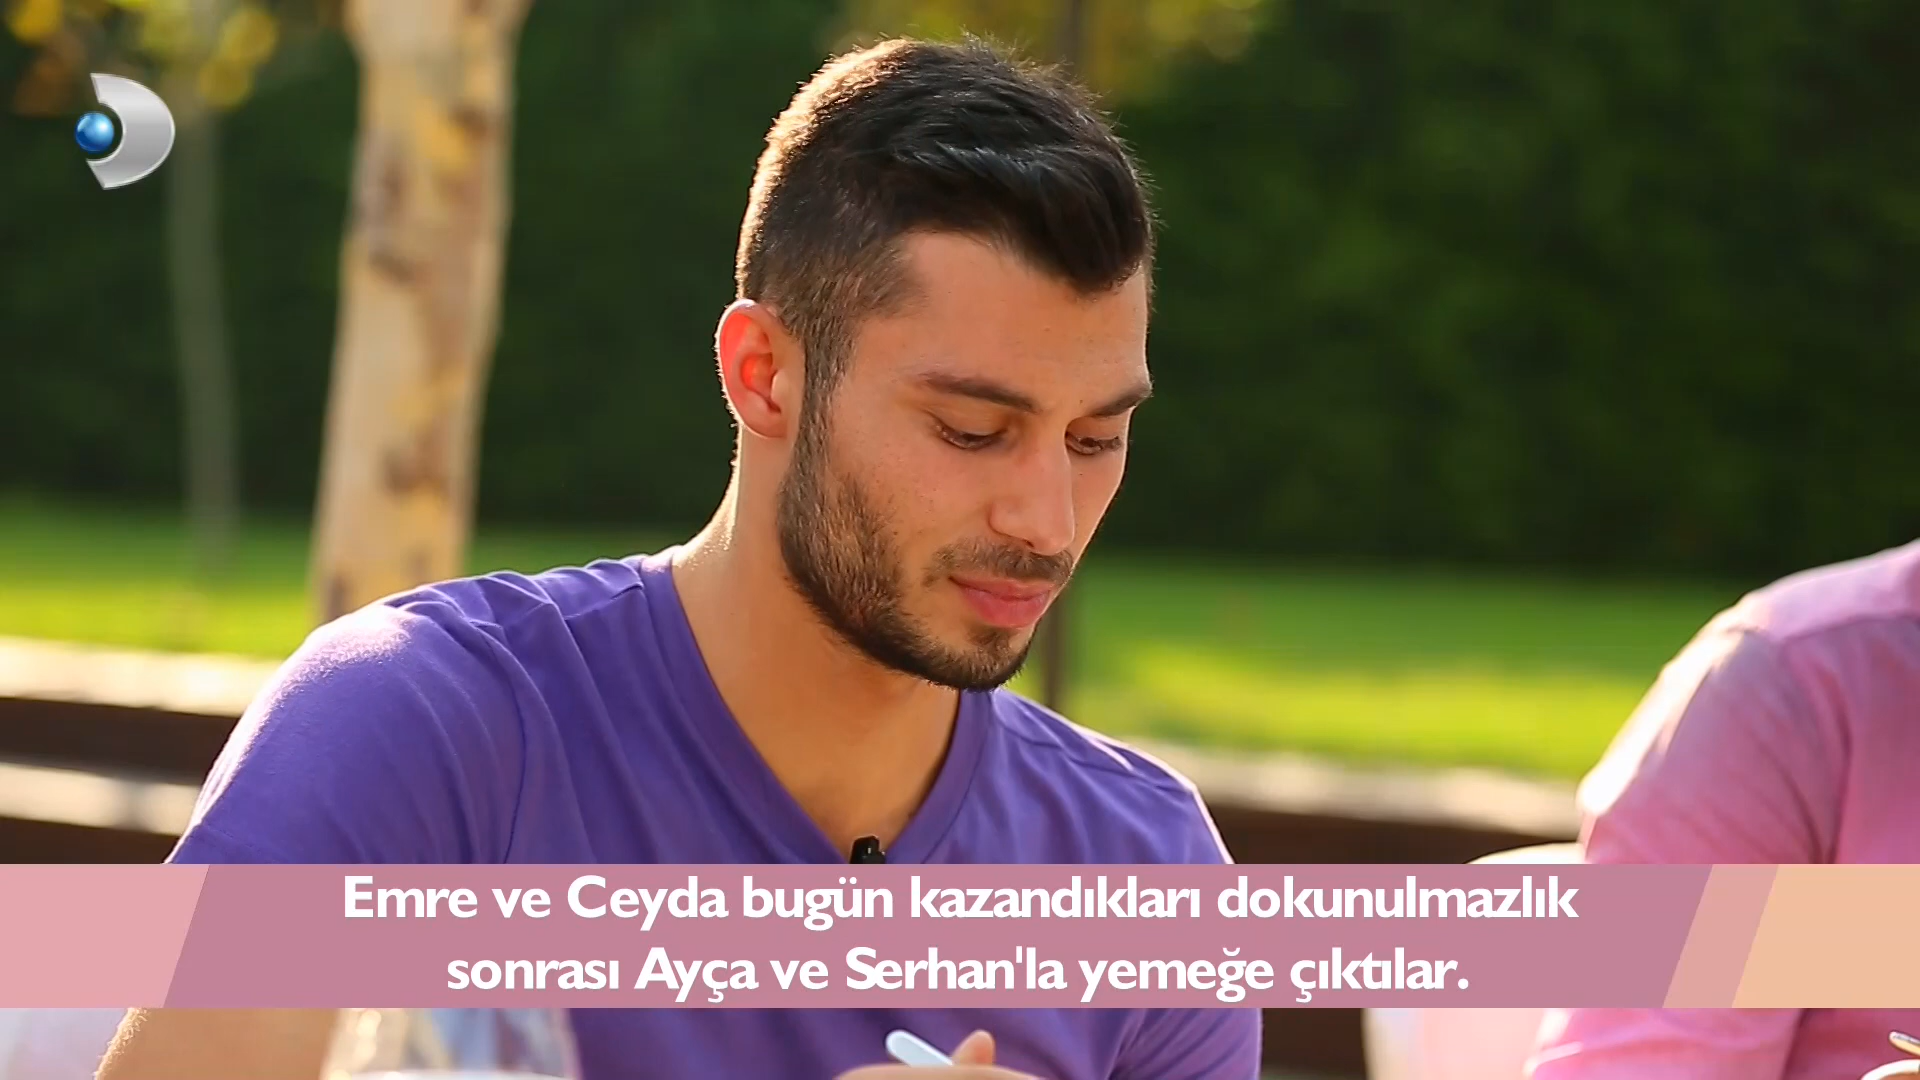 Emre ve Ceyda bugün kazandıkları dokunulmazlık
sonrası Ayça ve Serhan'la yemeğe çıktılar.